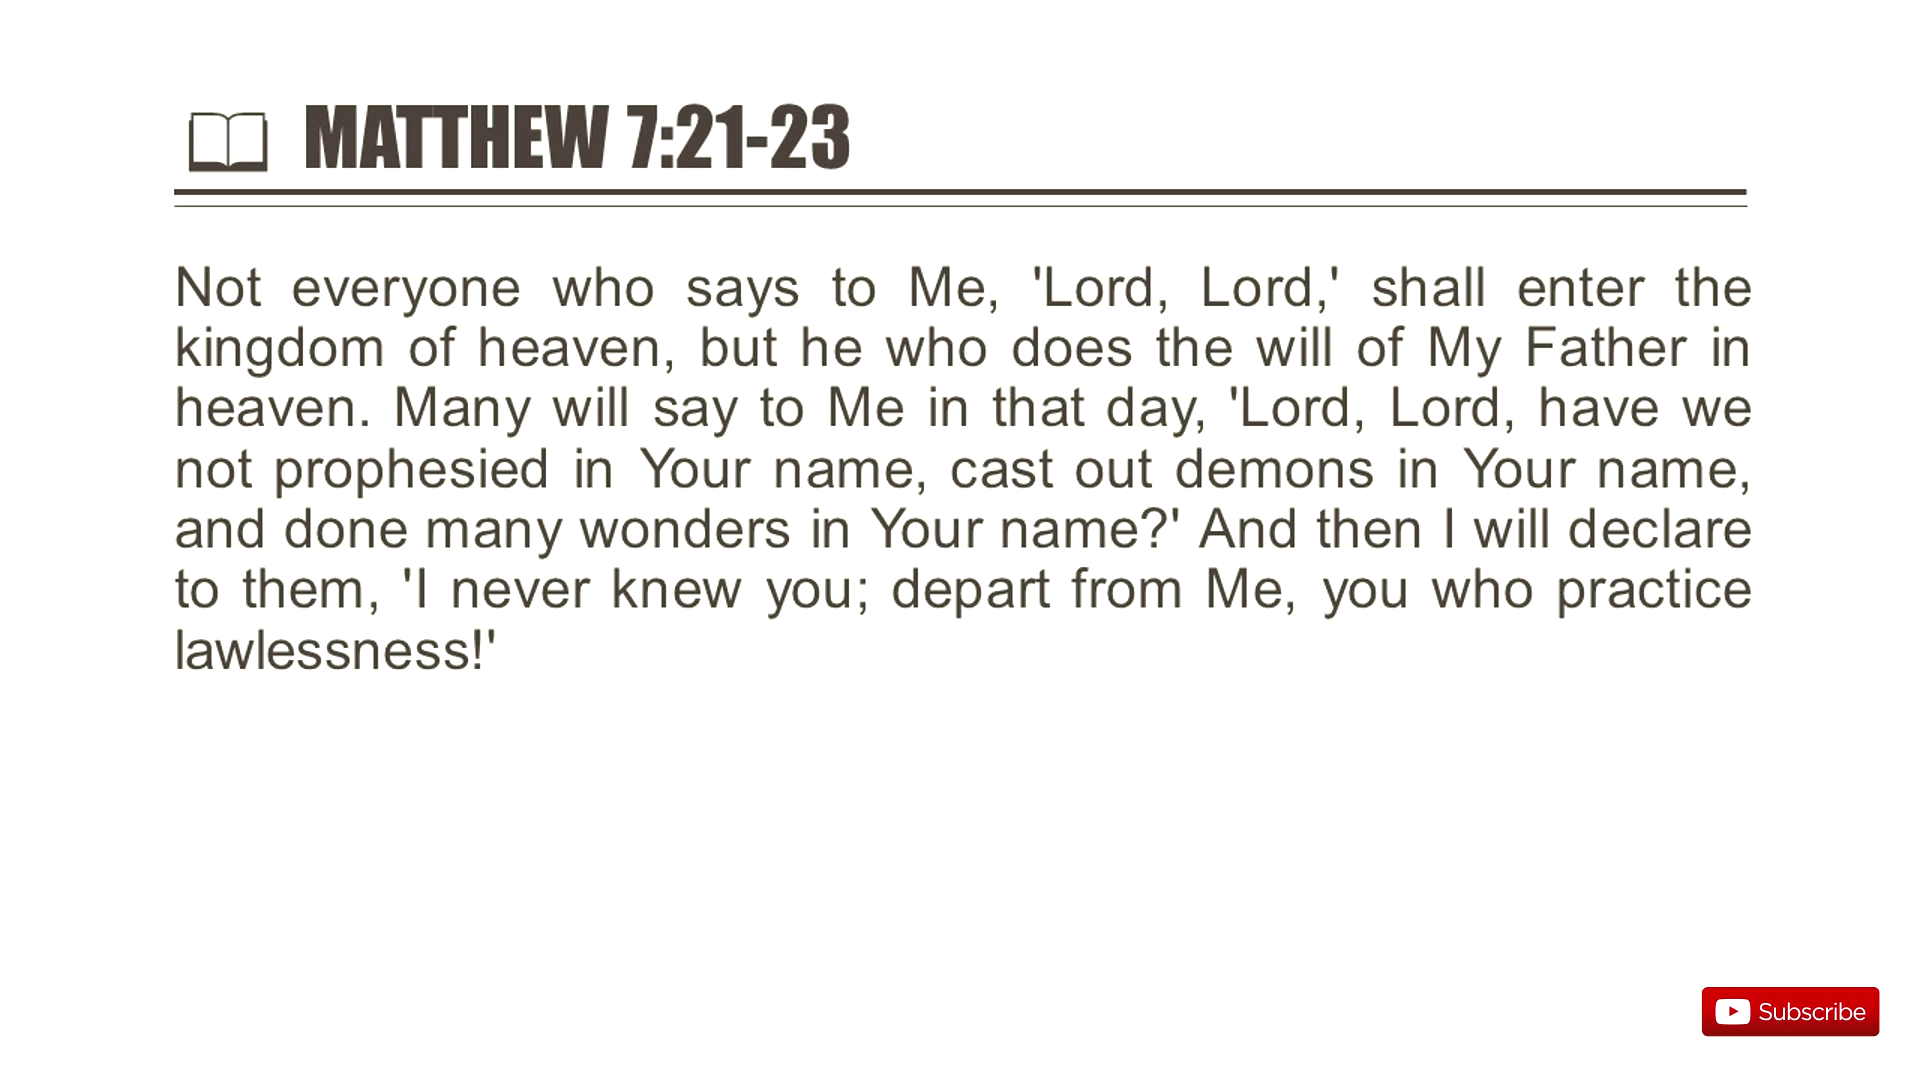 MATTHEW 7:21-23
Not everyone who says to Me, 'Lord, Lord,' shall enter the
kingdom of heaven, but he who does the will of My Father in
heaven. Many will say to Me in that day, 'Lord, Lord, have we
not prophesied in Your name, cast out demons in Your name,
and done many wonders in Your name?' And then I will declare
to them, 'I never knew you; depart from Me, you who practice
lawlessness!'
Subscribe